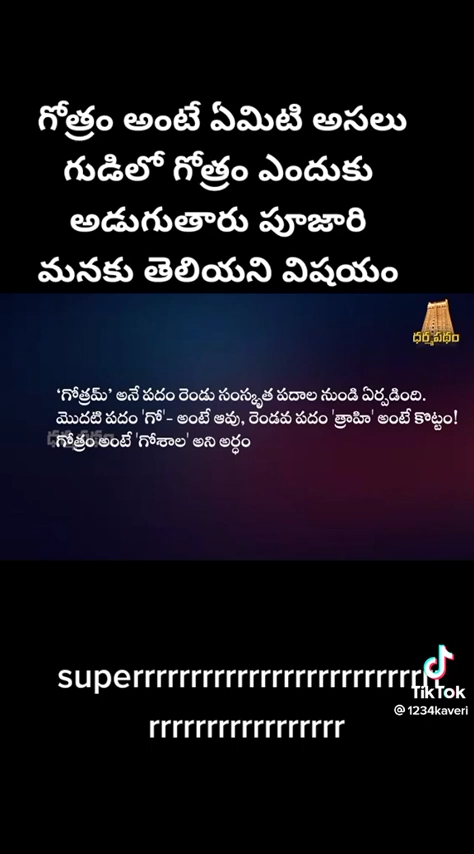 గోత్రం అంటే ఏమిటి అసలు
గుడిలో గోత్రం ఎందుకు
అడుగుతారు పూజారి
మనకు తెలియని విషయం
ధర్మపథం
'గోత్రమ్' అనే పదం రెండు సంస్కృత పదాల నుండి ఏర్పడింది.
మొదటి పదం 'గో'- అంటే ఆవు, రెండవ పదం 'త్రాహి' అంటే కొట్టం!
గోత్రం అంటే 'గోశాల' అని అర్ధం
superrrrrrrrrrrrrrrrrrrrrrrrrrr
rrrrrrrrrrrrrrrrr
TikTok
@1234kaveri